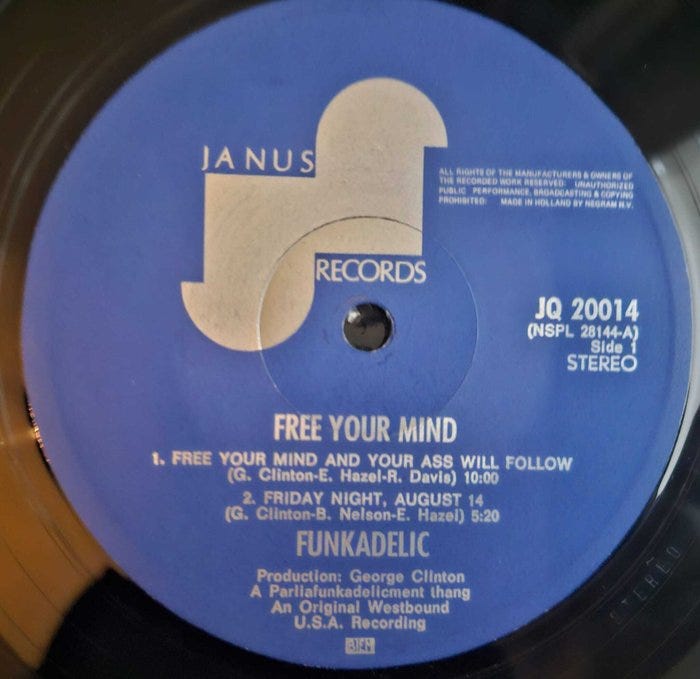 JANUS
RECORDS
ALL RIGHTS OF THE MANUFACTURERS & OWNERS OF
THE RECORDED WORK RESERVED: UNAUTHORIZED
PUBLIC PERFORMANCE, BROADCASTING & COPYING
PROHIBITED: MADE IN HOLLAND BY NEGRAM N.V.
JQ 20014
(NSPL 28144-A)
Side 1
STEREO
FREE YOUR MIND
1. FREE YOUR MIND AND YOUR ASS WILL FOLLOW
(G. Clinton-E. Hazel-R. Davis) 10:00
2. FRIDAY NIGHT, AUGUST 14
(G. Clinton-B. Nelson-E. Hazel) 5:20
FUNKADELIC
Production: George Clinton
A Parliafunkadelicment thang
An Original Westbound
U.S.A. Recording
BIEM
STEREO